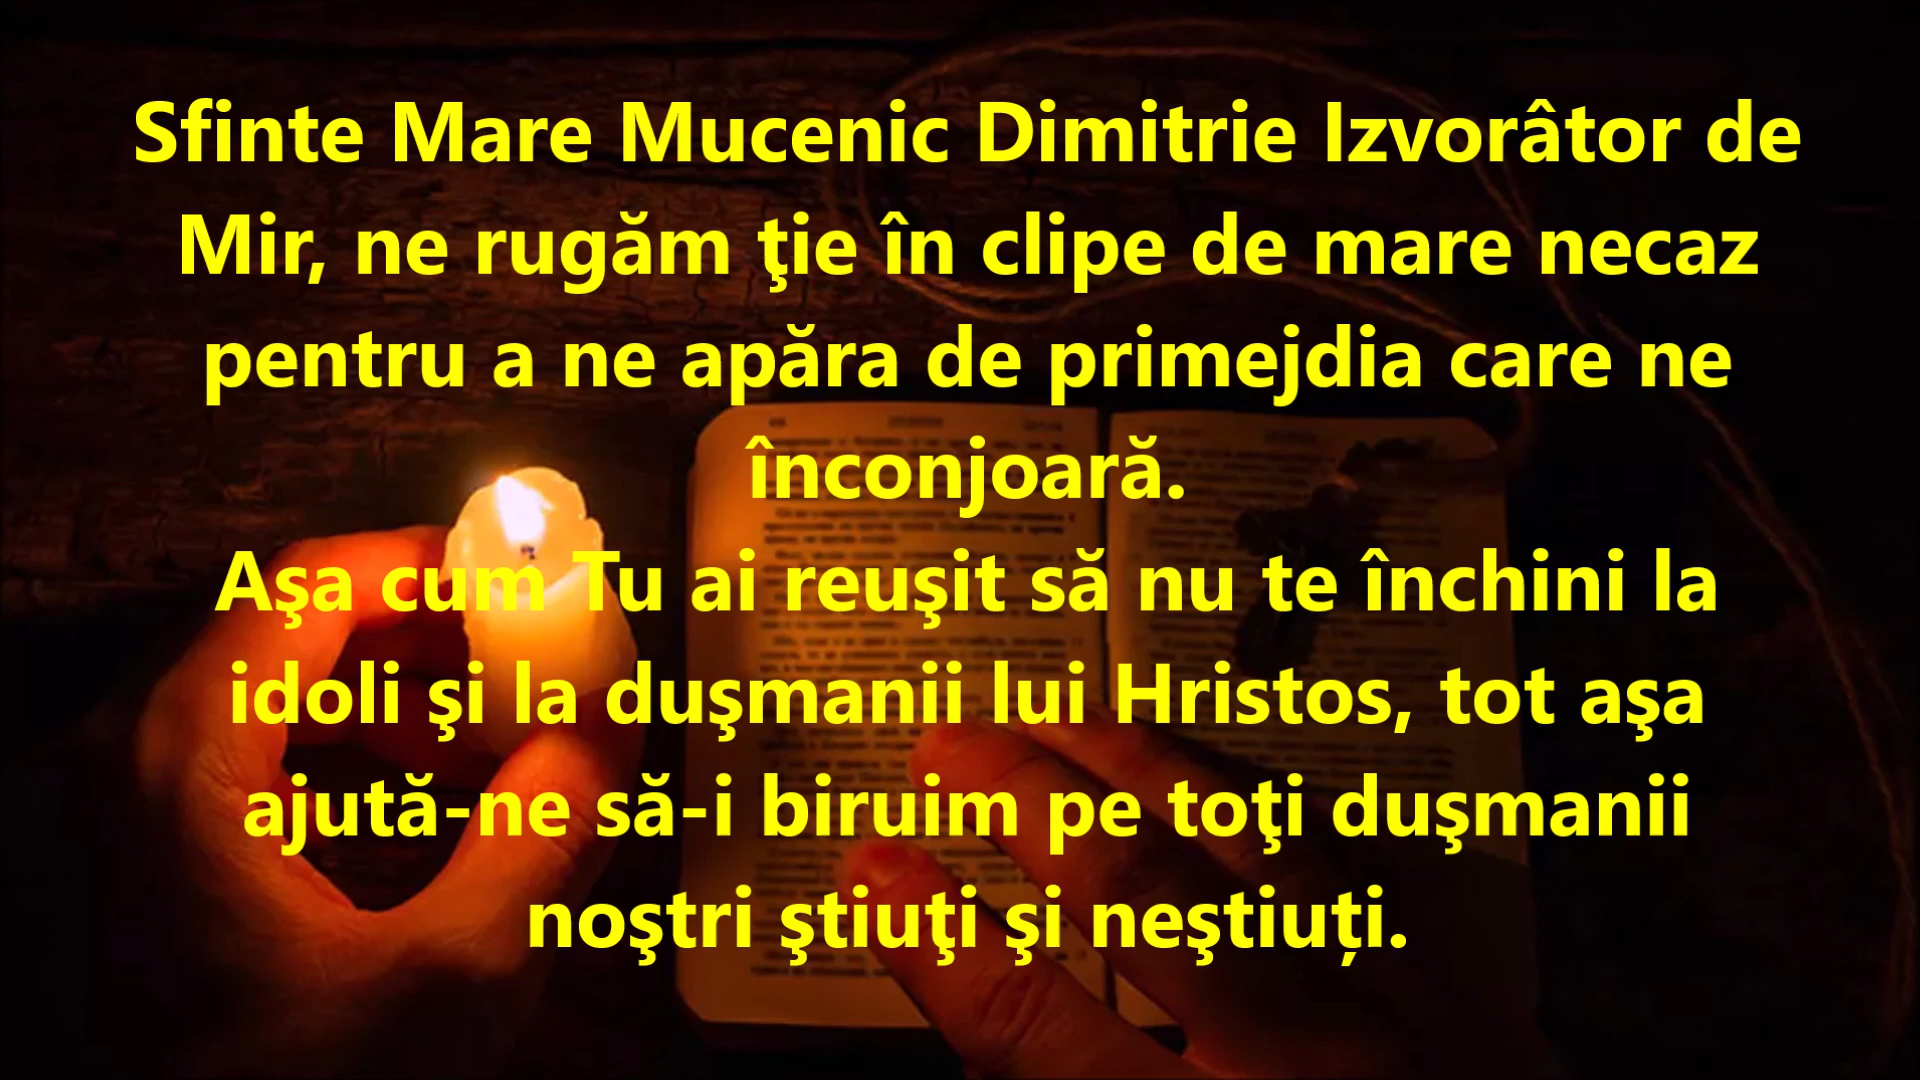 Sfinte Mare Mucenic Dimitrie Izvorâtor de
Mir, ne rugăm ţie în clipe de mare necaz
pentru a ne apăra de primejdia care ne
înconjoară.
Aşa cum Tu ai reuşit să nu te închini la
idoli şi la duşmanii lui Hristos, tot aşa
ajută-ne să-i biruim pe toţi duşmanii
noştri ştiuţi şi neştiuți.